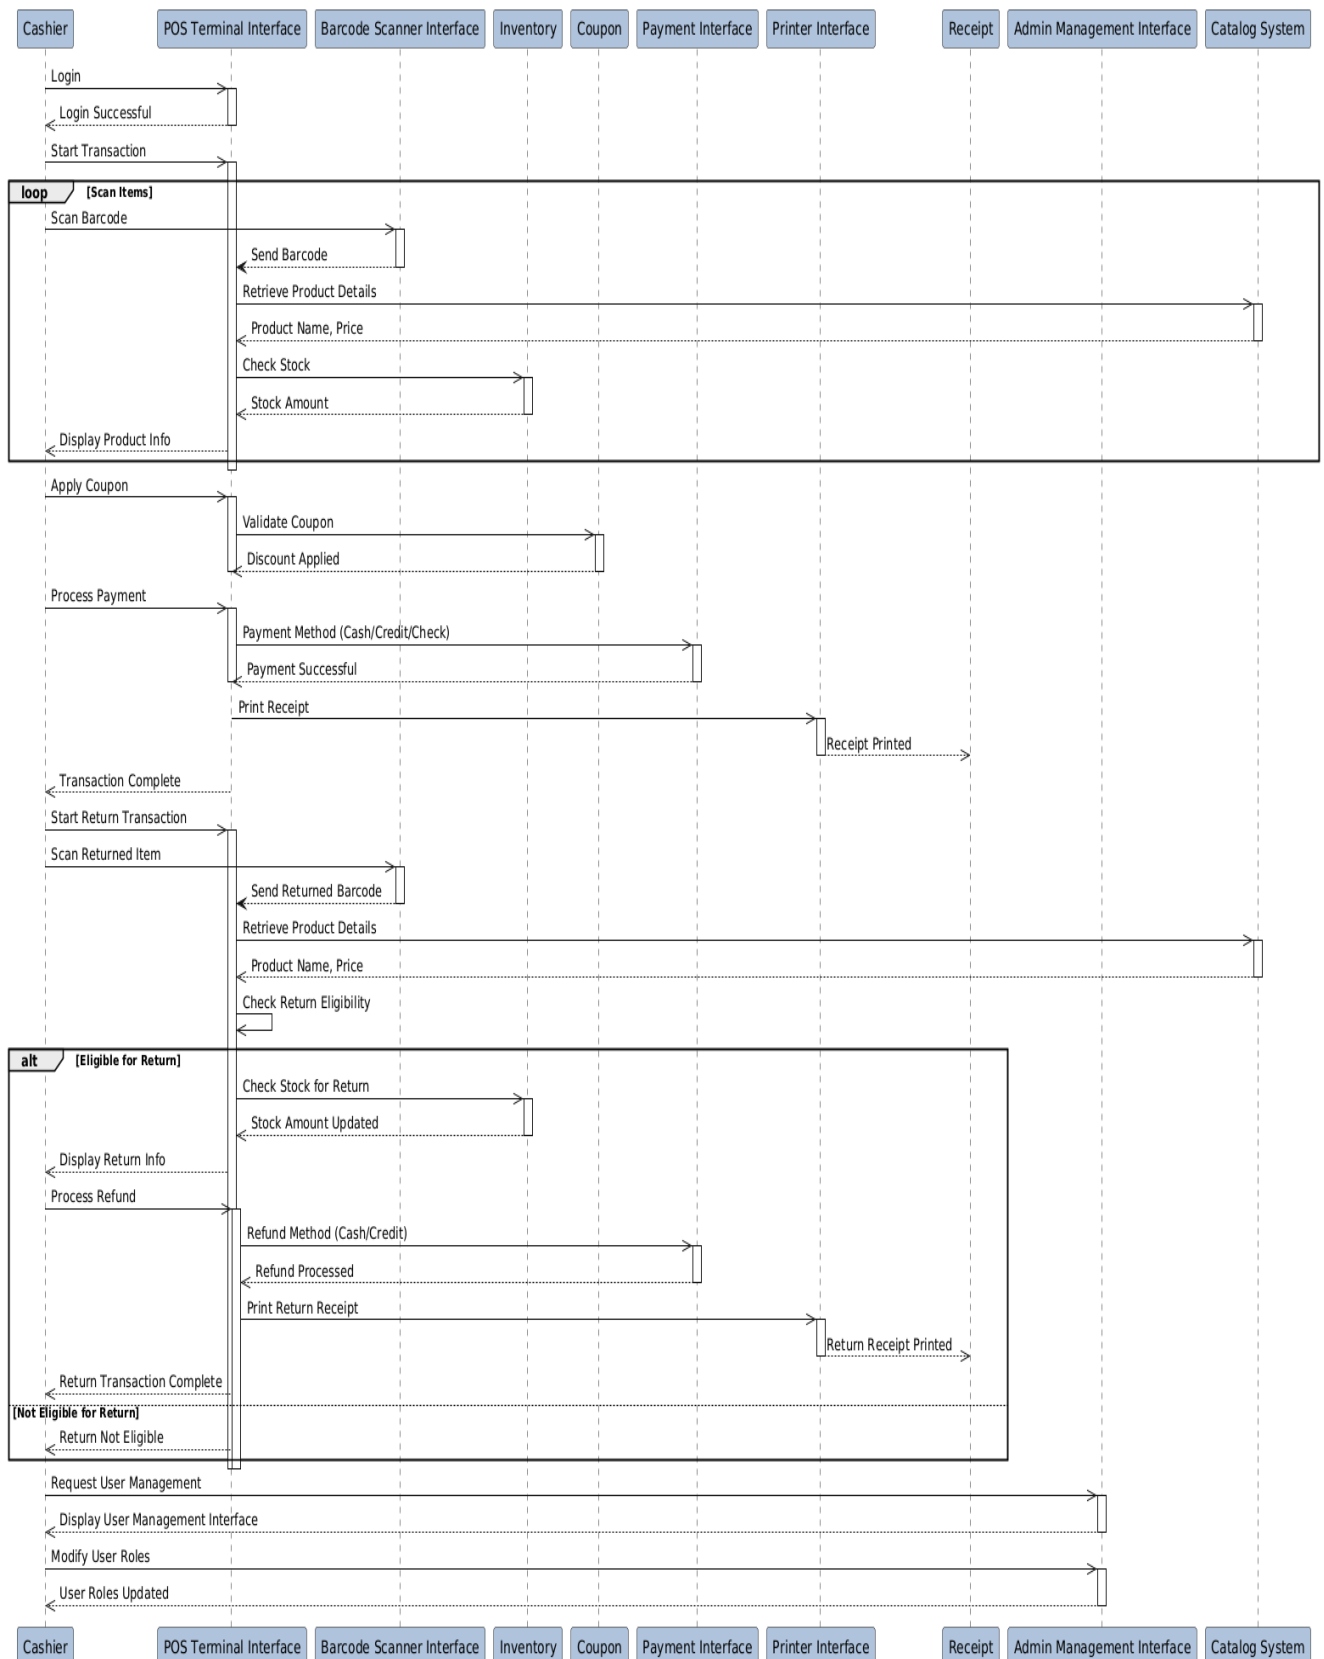 Cashier POS Terminal Interface Barcode Scanner Interface Inventory Coupon Payment Interface Printer Interface Receipt Admin Management Interface Catalog System
Login
Login Successful
Start Transaction
loop [Scan Items]
Scan Barcode
Send Barcode
Retrieve Product Details
Product Name, Price
Check Stock
Stock Amount
Display Product Info
Apply Coupon
Validate Coupon
Discount Applied
Process Payment
Payment Method (Cash/Credit/Check)
Payment Successful
Print Receipt
Receipt Printed
Transaction Complete
Start Return Transaction
Scan Returned Item
Send Returned Barcode
Retrieve Product Details
Product Name, Price
Check Return Eligibility
alt [Eligible for Return]
Check Stock for Return
Stock Amount Updated
Display Return Info
Process Refund
Refund Method (Cash/Credit)
Refund Processed
Print Return Receipt
Return Receipt Printed
Return Transaction Complete
[Not Eligible for Return]
Return Not Eligible
Request User Management
Display User Management Interface
Modify User Roles
User Roles Updated
Cashier POS Terminal Interface Barcode Scanner Interface Inventory Coupon Payment Interface Printer Interface Receipt Admin Management Interface Catalog System